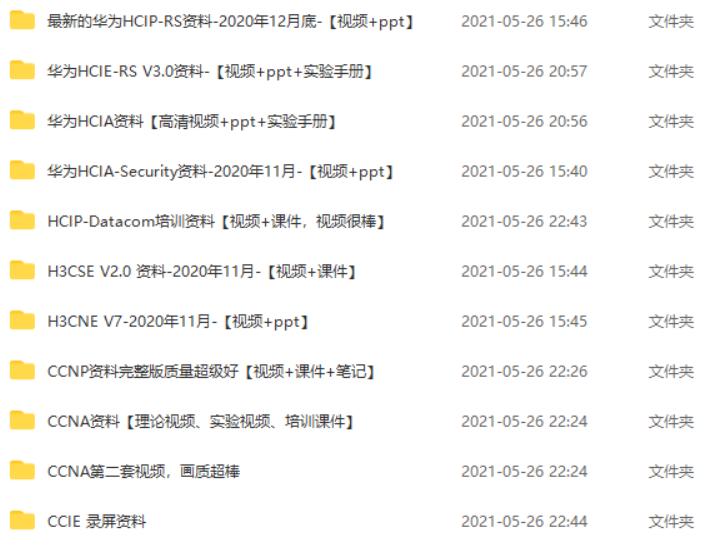 最新的华为HCIP-RS资料-2020年12月底-【视频+ppt】 2021-05-26 15:46 文件夹
华为HCIE-RS V3.0资料-【视频+ppt+实验手册】 2021-05-26 20:57 文件夹
华为HCIA资料【高清视频+ppt+实验手册】 2021-05-26 20:56 文件夹
华为HCIA-Security资料-2020年11月-【视频+ppt】 2021-05-26 15:40 文件夹
HCIP-Datacom培训资料【视频+课件，视频很棒】 2021-05-26 22:43 文件夹
H3CSE V2.0 资料-2020年11月-【视频+课件】 2021-05-26 15:44 文件夹
H3CNE V7-2020年11月-【视频+ppt】 2021-05-26 15:45 文件夹
CCNP资料完整版质量超级好【视频+课件+笔记】 2021-05-26 22:26 文件夹
CCNA资料【理论视频、实验视频、培训课件】 2021-05-26 22:24 文件夹
CCNA第二套视频，画质超棒 2021-05-26 22:24 文件夹
CCIE 录屏资料 2021-05-26 22:44 文件夹